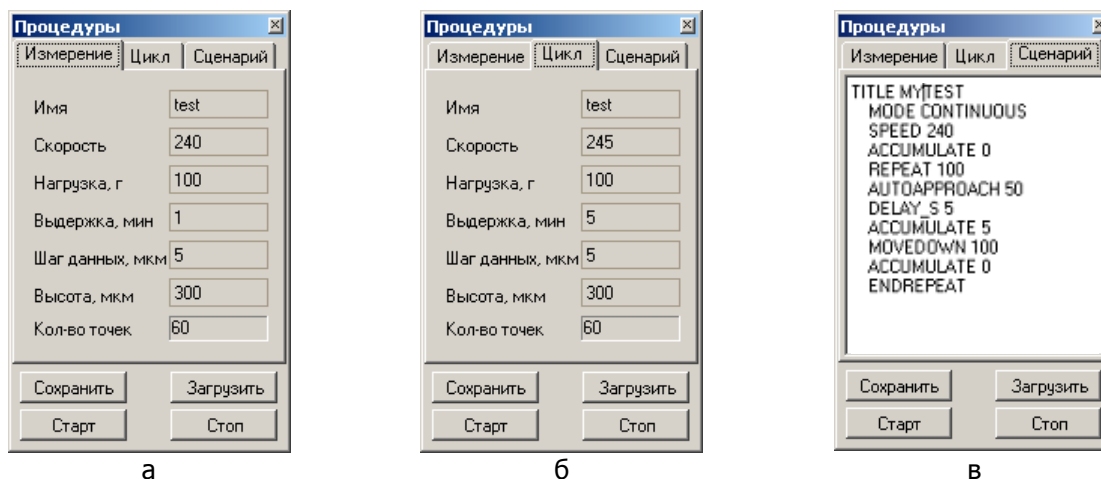 Процедуры
Измерение Цикл Сценарий
Имя test
Скорость 240
Нагрузка, г 100
Выдержка, мин 1
Шаг данных, мкм 5
Высота, мкм 300
Кол-во точек 60
Сохранить Загрузить
Старт Стоп
а
Процедуры
Измерение Цикл Сценарий
Имя test
Скорость 245
Нагрузка, г 100
Выдержка, мин 5
Шаг данных, мкм 5
Высота, мкм 300
Кол-во точек 60
Сохранить Загрузить
Старт Стоп
б
Процедуры
Измерение Цикл Сценарий
TITLE MYTEST
MODE CONTINUOUS
SPEED 240
ACCUMULATE 0
REPEAT 100
AUTOAPPROACH 50
DELAY_S 5
ACCUMULATE 5
MOVEDOWN 100
ACCUMULATE 0
ENDREPEAT
Сохранить Загрузить
Старт Стоп
в